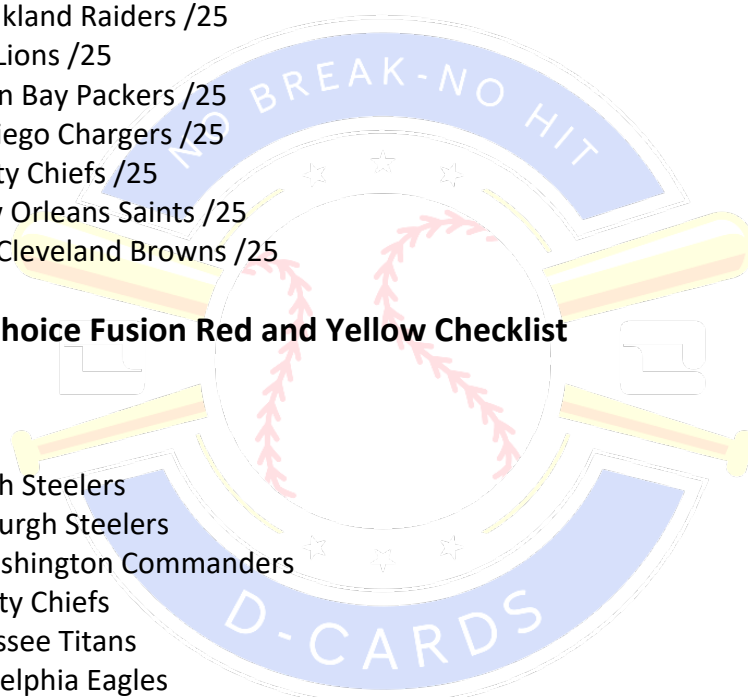 kland Raiders /25
Lions /25
n Bay Packers /25
iego Chargers /25
ty Chiefs /25
w Orleans Saints /25
Cleveland Browns /25
hoice Fusion Red and Yellow Checklist
h Steelers
urgh Steelers
shington Commanders
ty Chiefs
ssee Titans
elphia Eagles
NO BREAK-NO HIT
D-CARDS